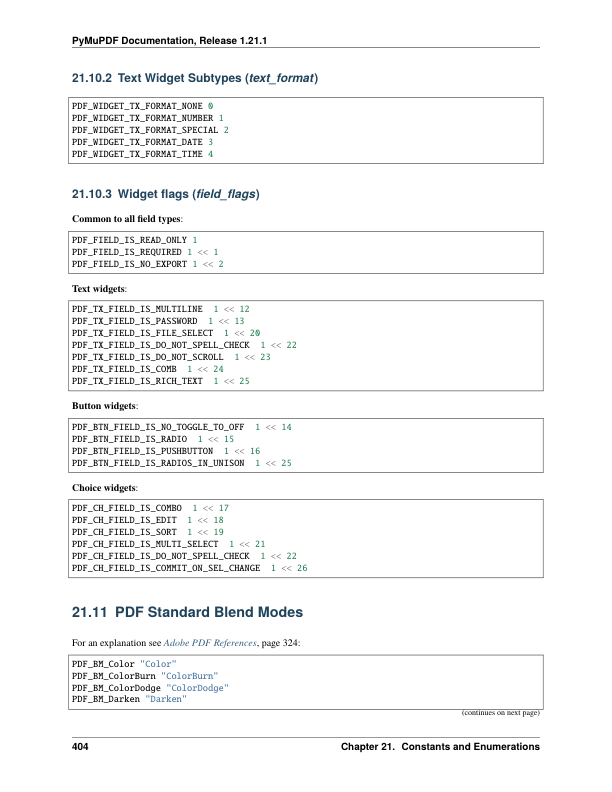 PyMuPDF Documentation, Release 1.21.1
21.10.2 Text Widget Subtypes (text_format)
PDF_WIDGET_TX_FORMAT_NONE 0
PDF_WIDGET_TX_FORMAT_NUMBER 1
PDF_WIDGET_TX_FORMAT_SPECIAL 2
PDF_WIDGET_TX_FORMAT_DATE 3
PDF_WIDGET_TX_FORMAT_TIME 4
21.10.3 Widget flags (field_flags)
Common to all field types:
PDF_FIELD_IS_READ_ONLY 1
PDF_FIELD_IS_REQUIRED 1 << 1
PDF_FIELD_IS_NO_EXPORT 1 << 2
Text widgets:
PDF_TX_FIELD_IS_MULTILINE  1 << 12
PDF_TX_FIELD_IS_PASSWORD  1 << 13
PDF_TX_FIELD_IS_FILE_SELECT  1 << 20
PDF_TX_FIELD_IS_DO_NOT_SPELL_CHECK  1 << 22
PDF_TX_FIELD_IS_DO_NOT_SCROLL  1 << 23
PDF_TX_FIELD_IS_COMB  1 << 24
PDF_TX_FIELD_IS_RICH_TEXT  1 << 25
Button widgets:
PDF_BTN_FIELD_IS_NO_TOGGLE_TO_OFF  1 << 14
PDF_BTN_FIELD_IS_RADIO  1 << 15
PDF_BTN_FIELD_IS_PUSHBUTTON  1 << 16
PDF_BTN_FIELD_IS_RADIOS_IN_UNISON  1 << 25
Choice widgets:
PDF_CH_FIELD_IS_COMBO  1 << 17
PDF_CH_FIELD_IS_EDIT  1 << 18
PDF_CH_FIELD_IS_SORT  1 << 19
PDF_CH_FIELD_IS_MULTI_SELECT  1 << 21
PDF_CH_FIELD_IS_DO_NOT_SPELL_CHECK  1 << 22
PDF_CH_FIELD_IS_COMMIT_ON_SEL_CHANGE  1 << 26
21.11 PDF Standard Blend Modes
For an explanation see Adobe PDF References, page 324:
PDF_BM_Color "Color"
PDF_BM_ColorBurn "ColorBurn"
PDF_BM_ColorDodge "ColorDodge"
PDF_BM_Darken "Darken"
(continues on next page)
404 Chapter 21. Constants and Enumerations